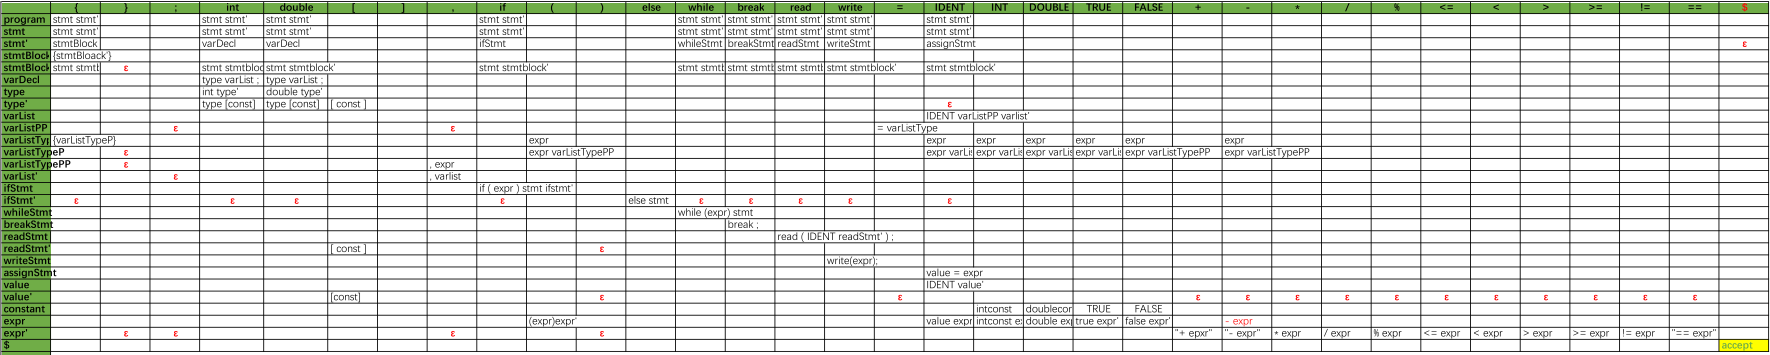 { } ; int double [ ] , if ( ) else while break read write = IDENT INT DOUBLE TRUE FALSE + - * / % <= < > >= != == $
program stmt stmt' stmt stmt' stmt stmt' stmt stmt' stmt stmt' stmt stmt' stmt stmt' stmt stmt' stmt stmt'
stmt stmt stmt' stmt stmt' stmt stmt' stmt stmt' stmt stmt' stmt stmt' stmt stmt' stmt stmt' stmt stmt'
stmt' stmtBlock varDecl varDecl ifStmt whileStmt breakStmt readStmt writeStmt assignStmt ε
stmtBlock {stmtBloack'}
stmtBlock stmt stmtb ε stmt stmtbloc stmt stmtblock' stmt stmtblock' stmt stmtb stmt stmtb stmt stmtb stmt stmtblock' stmt stmtblock'
varDecl type varList ; type varList ;
type int type' double type'
type' type [const] type [const] [ const ] ε
varList IDENT varListPP varlist'
varListPP ε ε = varListType
varListTyp {varListTypeP} expr expr expr expr expr expr expr
varListTypeP ε expr varListTypePP expr varLis expr varLis expr varLis expr varLis expr varListTypePP expr varListTypePP
varListTypePP ε , expr
varList' ε , varlist
ifStmt if ( expr ) stmt ifstmt'
ifStmt' ε ε ε ε else stmt ε ε ε ε ε
whileStmt while (expr) stmt
breakStmt break ;
readStmt read ( IDENT readStmt' ) ;
readStmt' [ const ] ε
writeStmt write(expr);
assignStmt value = expr
value IDENT value'
value' [const] ε ε ε ε ε ε ε ε ε ε ε ε ε
constant intconst doublecor TRUE FALSE
expr (expr)expr' value expr intconst ex double exp true expr' false expr' - expr
expr' ε ε ε ε "+ epxr" "- expr" * expr / expr % expr <= expr < expr > expr >= expr != expr "== expr"
$ accept